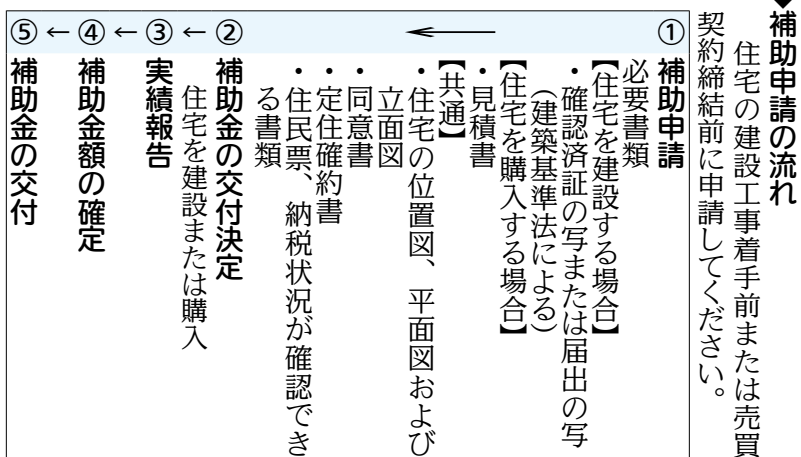 ◆補助申請の流れ
住宅の建設工事着手前または売買
契約締結前に申請してください。
① 補助申請
必要書類
【住宅を建設する場合】
・確認済証の写または届出の写
（建築基準法による）
【住宅を購入する場合】
・見積書
【共通】
・住宅の位置図、平面図および
立面図
・同意書
・定住確約書
・住民票、納税状況が確認でき
る書類
←
② 補助金の交付決定
住宅を建設または購入
←
③ 実績報告
←
④ 補助金額の確定
←
⑤ 補助金の交付